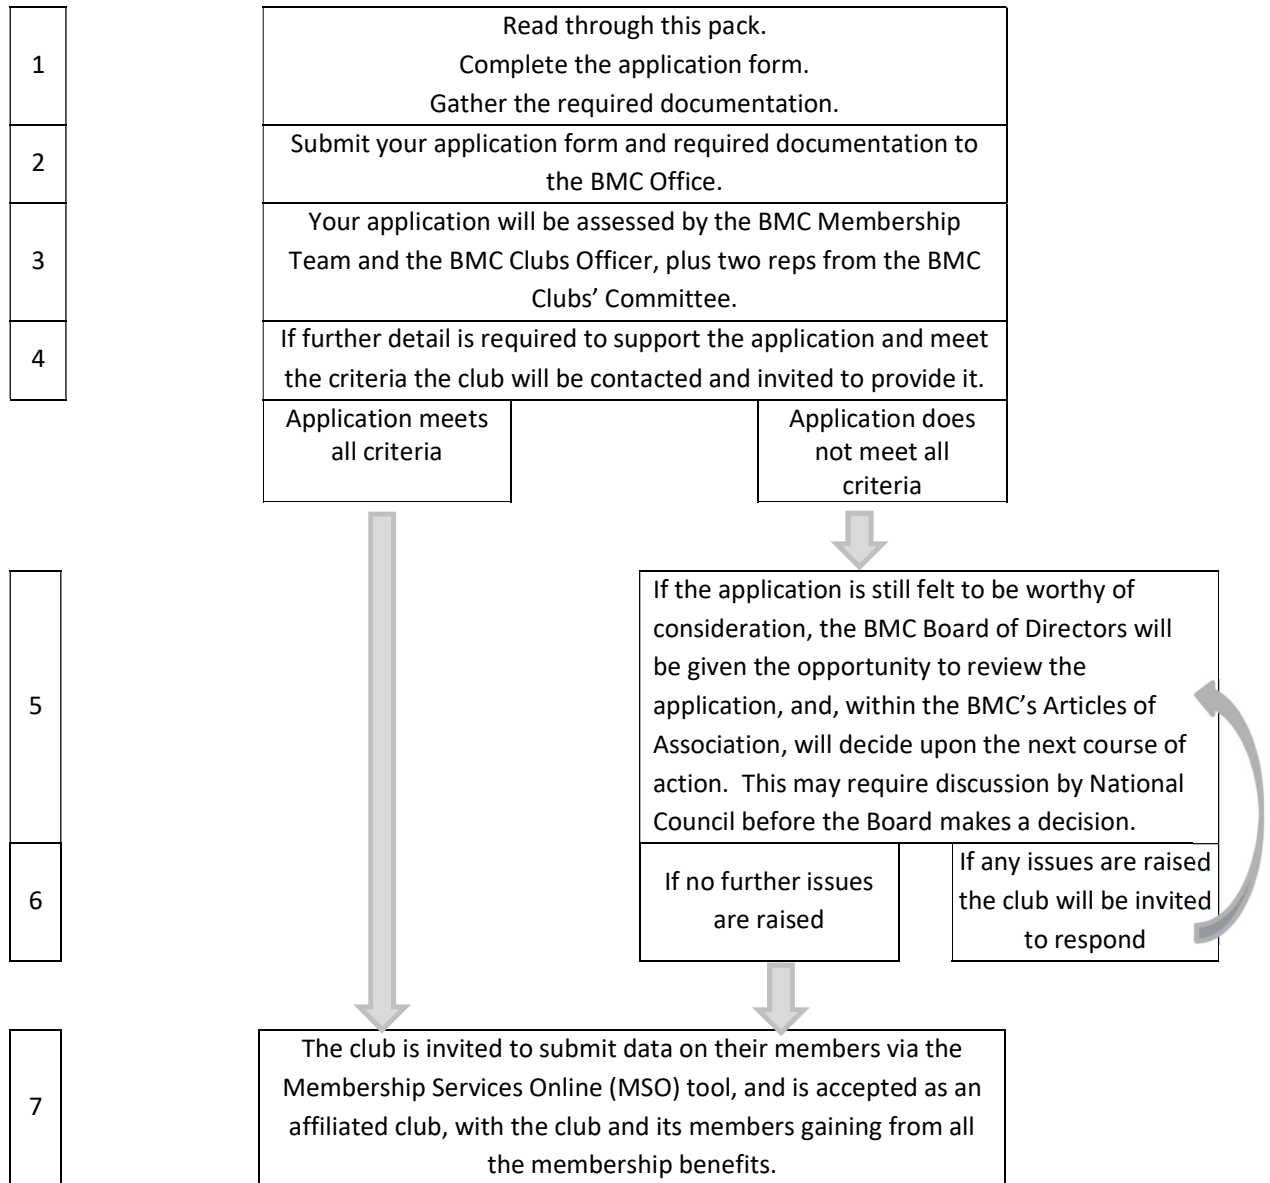 1
Read through this pack.
Complete the application form.
Gather the required documentation.
2
Submit your application form and required documentation to
the BMC Office.
3
Your application will be assessed by the BMC Membership
Team and the BMC Clubs Officer, plus two reps from the BMC
Clubs’ Committee.
4
If further detail is required to support the application and meet
the criteria the club will be contacted and invited to provide it.
Application meets
all criteria
Application does
not meet all
criteria
5
If the application is still felt to be worthy of
consideration, the BMC Board of Directors will
be given the opportunity to review the
application, and, within the BMC’s Articles of
Association, will decide upon the next course of
action.  This may require discussion by National
Council before the Board makes a decision.
6
If no further issues
are raised
If any issues are raised
the club will be invited
to respond
7
The club is invited to submit data on their members via the
Membership Services Online (MSO) tool, and is accepted as an
affiliated club, with the club and its members gaining from all
the membership benefits.